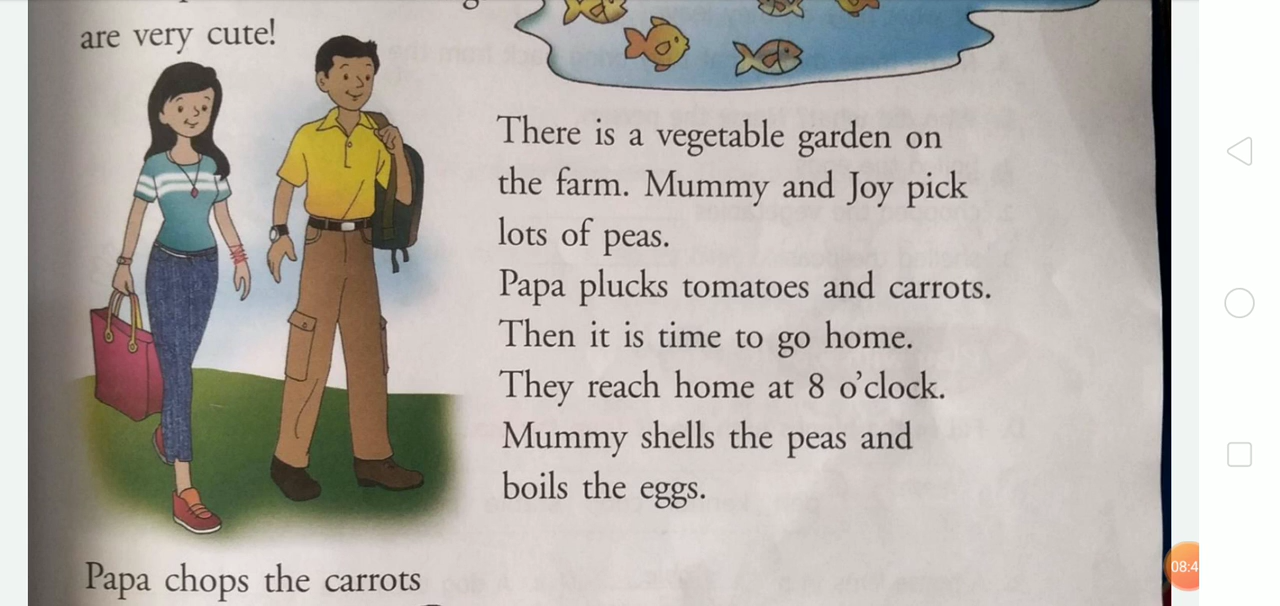 are very cute!
There is a vegetable garden on
the farm. Mummy and Joy pick
lots of peas.
Papa plucks tomatoes and carrots.
Then it is time to go home.
They reach home at 8 o'clock.
Mummy shells the peas and
boils the eggs.
Papa chops the carrots
08:4